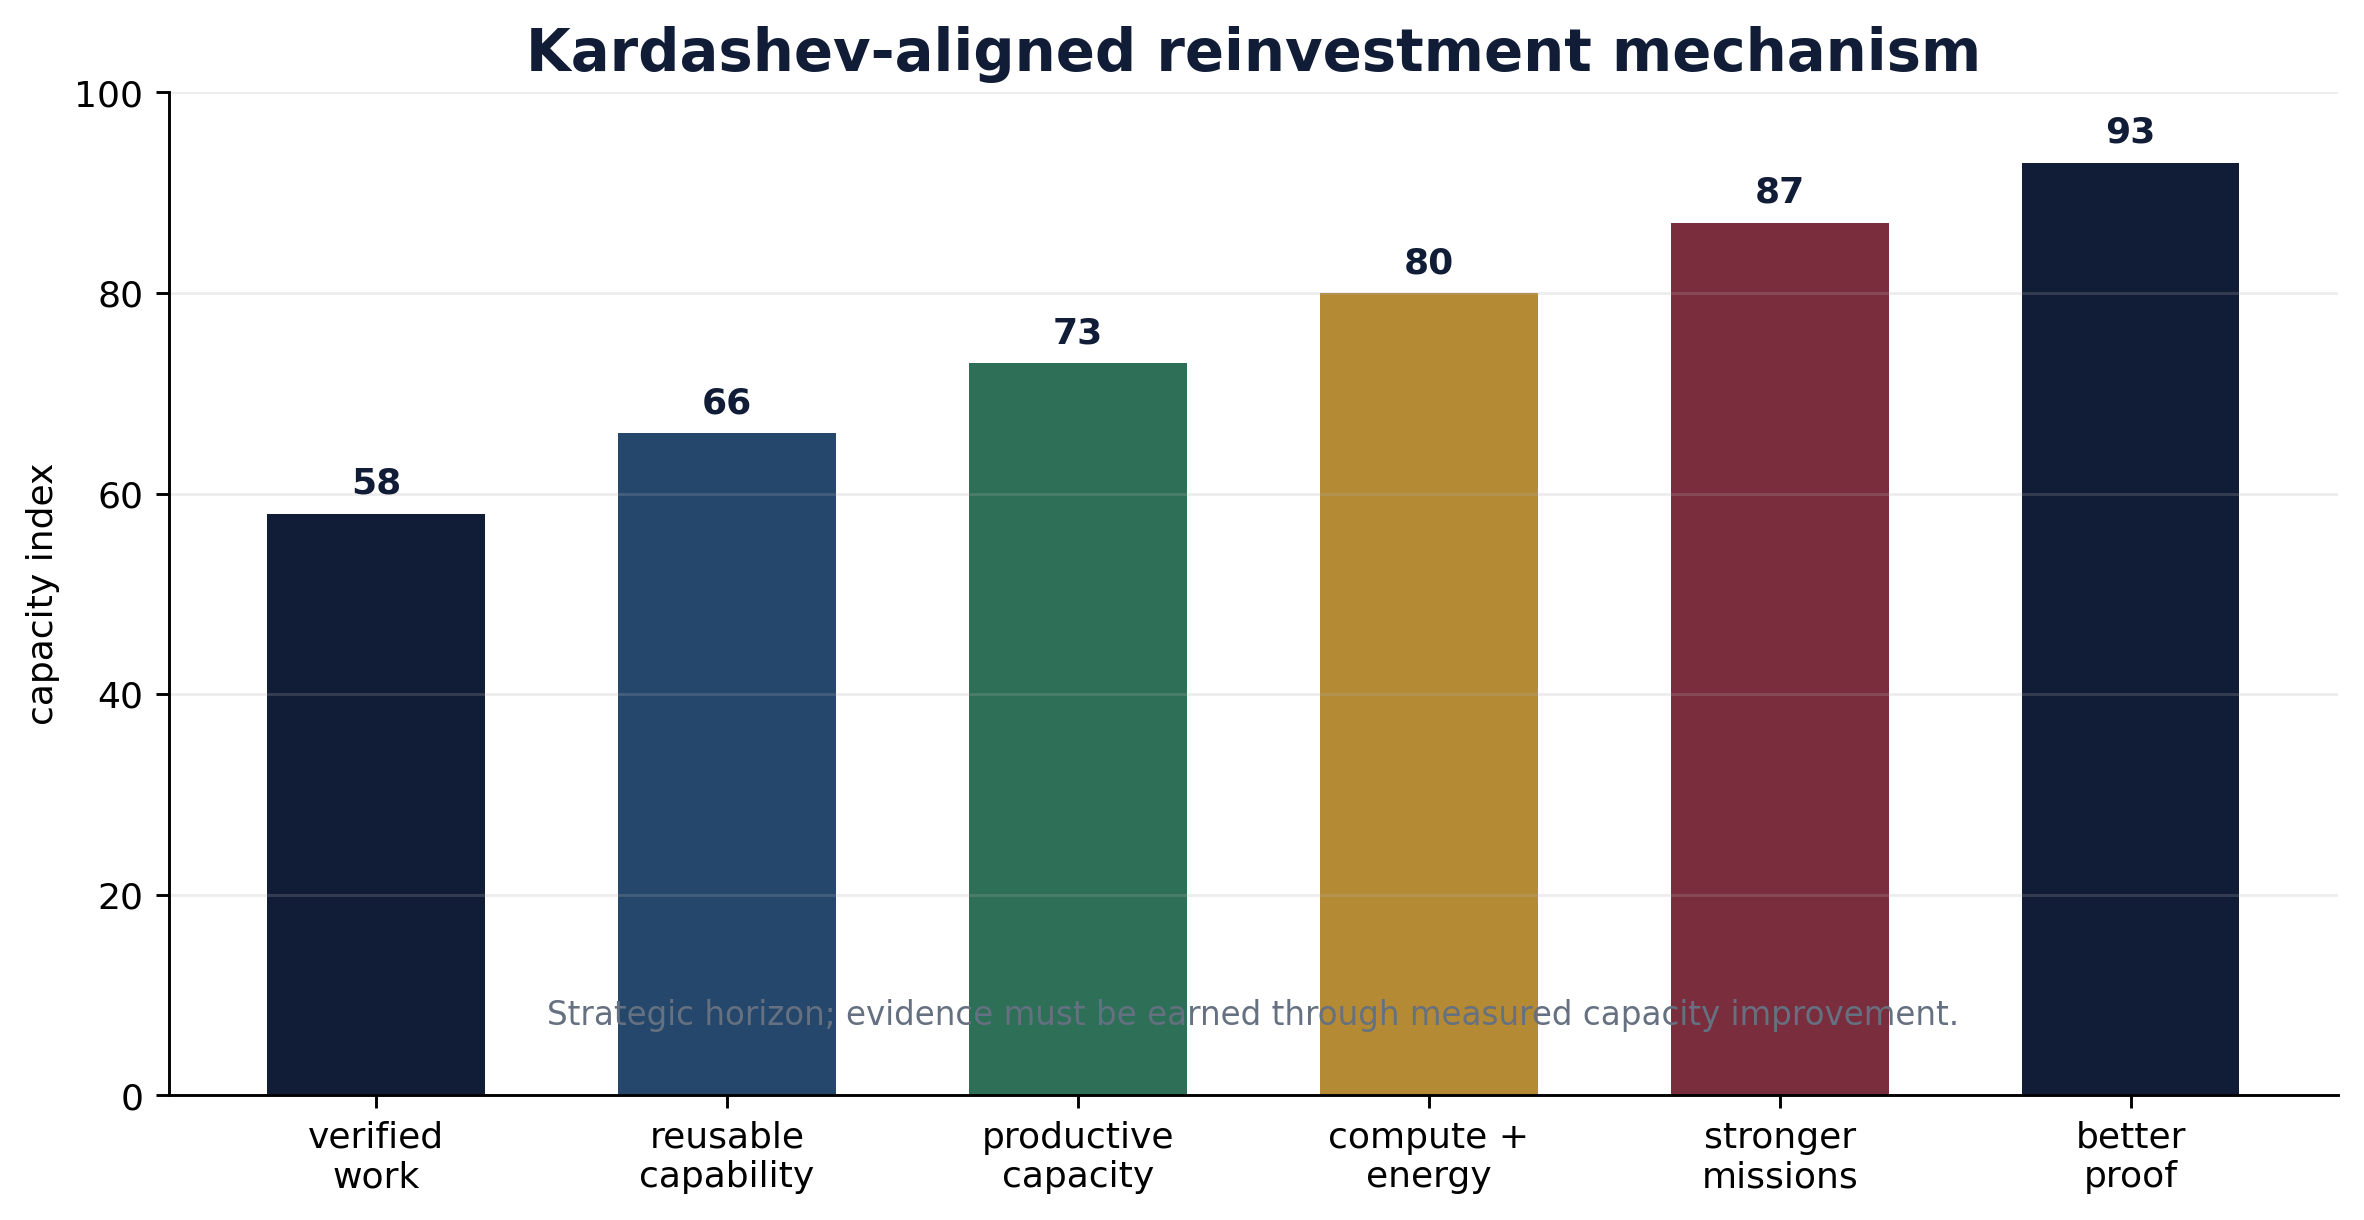 Kardashev-aligned reinvestment mechanism
capacity index
100
80
60
40
20
0
58
66
73
80
87
93
Strategic horizon; evidence must be earned through measured capacity improvement.
verified
work
reusable
capability
productive
capacity
compute +
energy
stronger
missions
better
proof